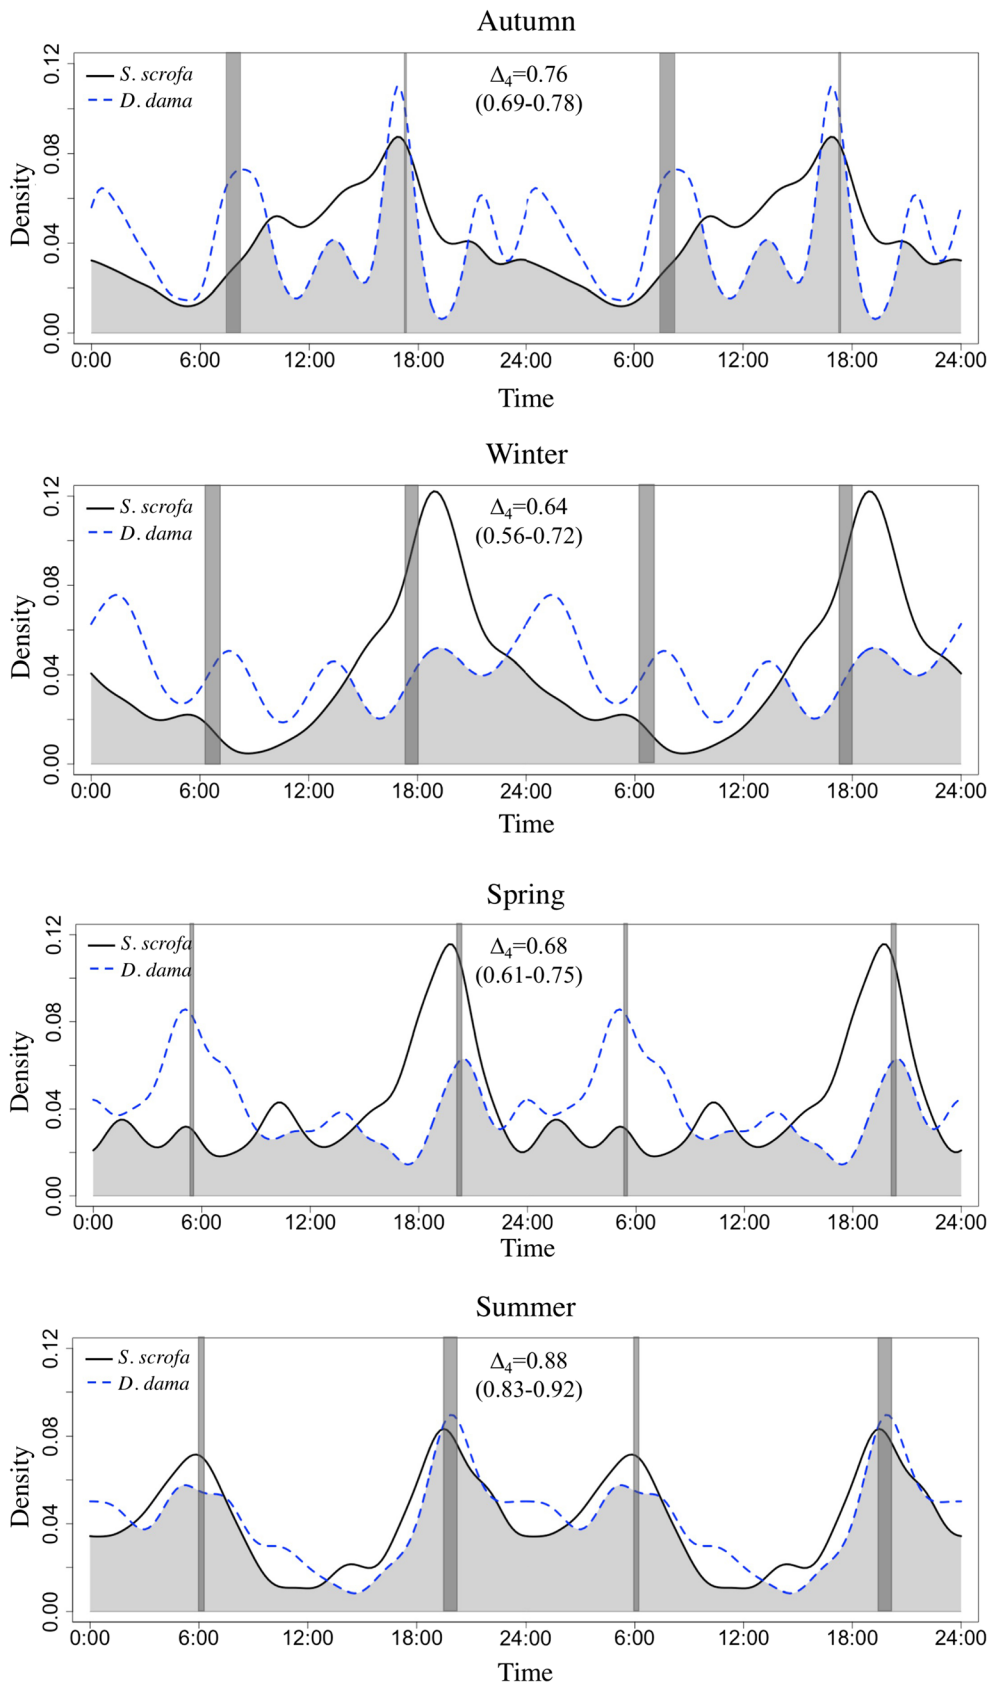 Autumn
S. scrofa
D. dama
Δ4=0.76
(0.69-0.78)
Density
0.12
0.08
0.04
0.00
0:00 6:00 12:00 18:00 24:00 6:00 12:00 18:00 24:00
Time
Winter
S. scrofa
D. dama
Δ4=0.64
(0.56-0.72)
Density
0.12
0.08
0.04
0.00
0:00 6:00 12:00 18:00 24:00 6:00 12:00 18:00 24:00
Time
Spring
S. scrofa
D. dama
Δ4=0.68
(0.61-0.75)
Density
0.12
0.08
0.04
0.00
0:00 6:00 12:00 18:00 24:00 6:00 12:00 18:00 24:00
Time
Summer
S. scrofa
D. dama
Δ4=0.88
(0.83-0.92)
Density
0.12
0.08
0.04
0.00
0:00 6:00 12:00 18:00 24:00 6:00 12:00 18:00 24:00
Time